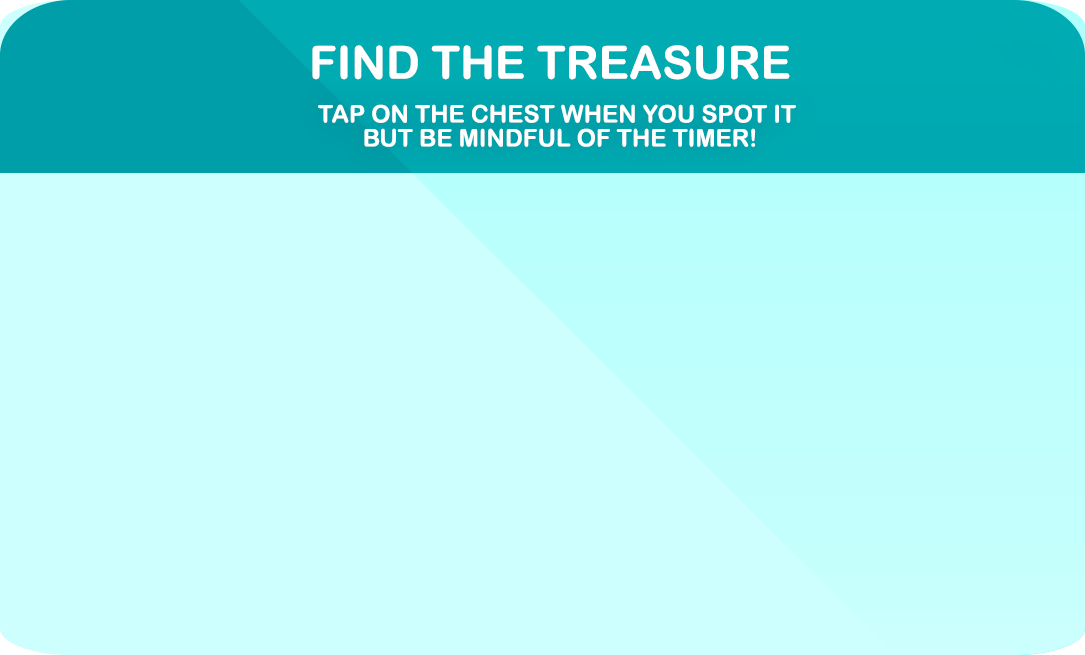 FIND THE TREASURE
TAP ON THE CHEST WHEN YOU SPOT IT
BUT BE MINDFUL OF THE TIMER!